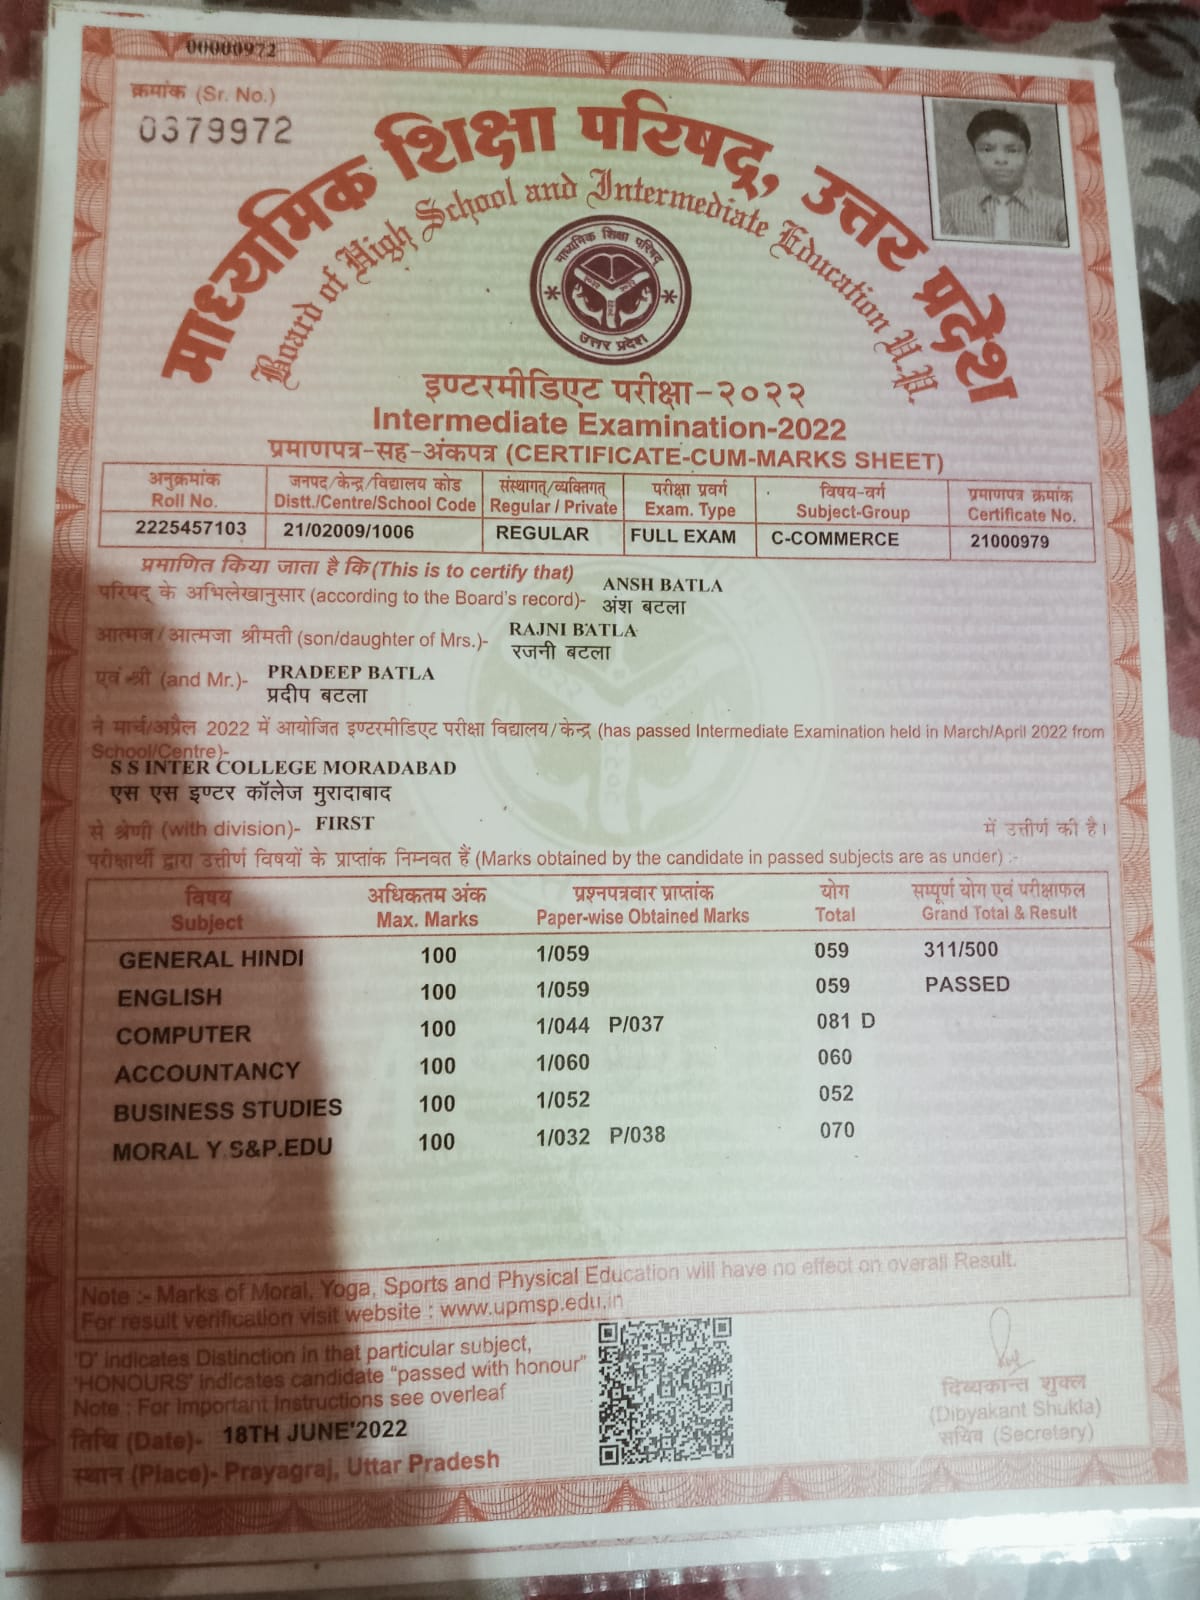 00000972
क्रमांक (Sr. No.)
0379972
माध्यमिक शिक्षा परिषद्, उत्तर प्रदेश
Board of High School and Intermediate Education U.P.
माध्यमिक शिक्षा परिषद्
उत्तर प्रदेश
इण्टरमीडिएट परीक्षा-२०२२
Intermediate Examination-2022
प्रमाणपत्र-सह-अंकपत्र (CERTIFICATE-CUM-MARKS SHEET)
अनुक्रमांक जनपद/केन्द्र/विद्यालय कोड संस्थागत्/व्यक्तिगत् परीक्षा प्रवर्ग विषय-वर्ग प्रमाणपत्र क्रमांक
Roll No. Distt./Centre/School Code Regular / Private Exam. Type Subject-Group Certificate No.
2225457103 21/02009/1006 REGULAR FULL EXAM C-COMMERCE 21000979
प्रमाणित किया जाता है कि (This is to certify that) ANSH BATLA
परिषद् के अभिलेखानुसार (according to the Board's record)- अंश बटला
आत्मज/आत्मजा श्रीमती (son/daughter of Mrs.)- RAJNI BATLA
रजनी बटला
एवं श्री (and Mr.)- PRADEEP BATLA
प्रदीप बटला
ने मार्च/अप्रैल 2022 में आयोजित इण्टरमीडिएट परीक्षा विद्यालय/केन्द्र (has passed Intermediate Examination held in March/April 2022 from
School/Centre)-
S S INTER COLLEGE MORADABAD
एस एस इण्टर कॉलेज मुरादाबाद
से श्रेणी (with division)- FIRST में उत्तीर्ण की है।
परीक्षार्थी द्वारा उत्तीर्ण विषयों के प्राप्तांक निम्नवत हैं (Marks obtained by the candidate in passed subjects are as under) :-
विषय अधिकतम अंक प्रश्नपत्रवार प्राप्तांक योग सम्पूर्ण योग एवं परीक्षाफल
Subject Max. Marks Paper-wise Obtained Marks Total Grand Total & Result
GENERAL HINDI 100 1/059 059 311/500
ENGLISH 100 1/059 059 PASSED
COMPUTER 100 1/044 P/037 081 D
ACCOUNTANCY 100 1/060 060
BUSINESS STUDIES 100 1/052 052
MORAL Y.S&P.EDU 100 1/032 P/038 070
Note :- Marks of Moral, Yoga, Sports and Physical Education will have no effect on overall Result.
For result verification visit website : www.upmsp.edu.in
'D' indicates Distinction in that particular subject,
'HONOURS' indicates candidate "passed with honour"
Note : For Important Instructions see overleaf
तिथि (Date)- 18TH JUNE'2022
स्थान (Place)- Prayagraj, Uttar Pradesh
दिव्यकान्त शुक्ल
(Dibyakant Shukla)
सचिव (Secretary)